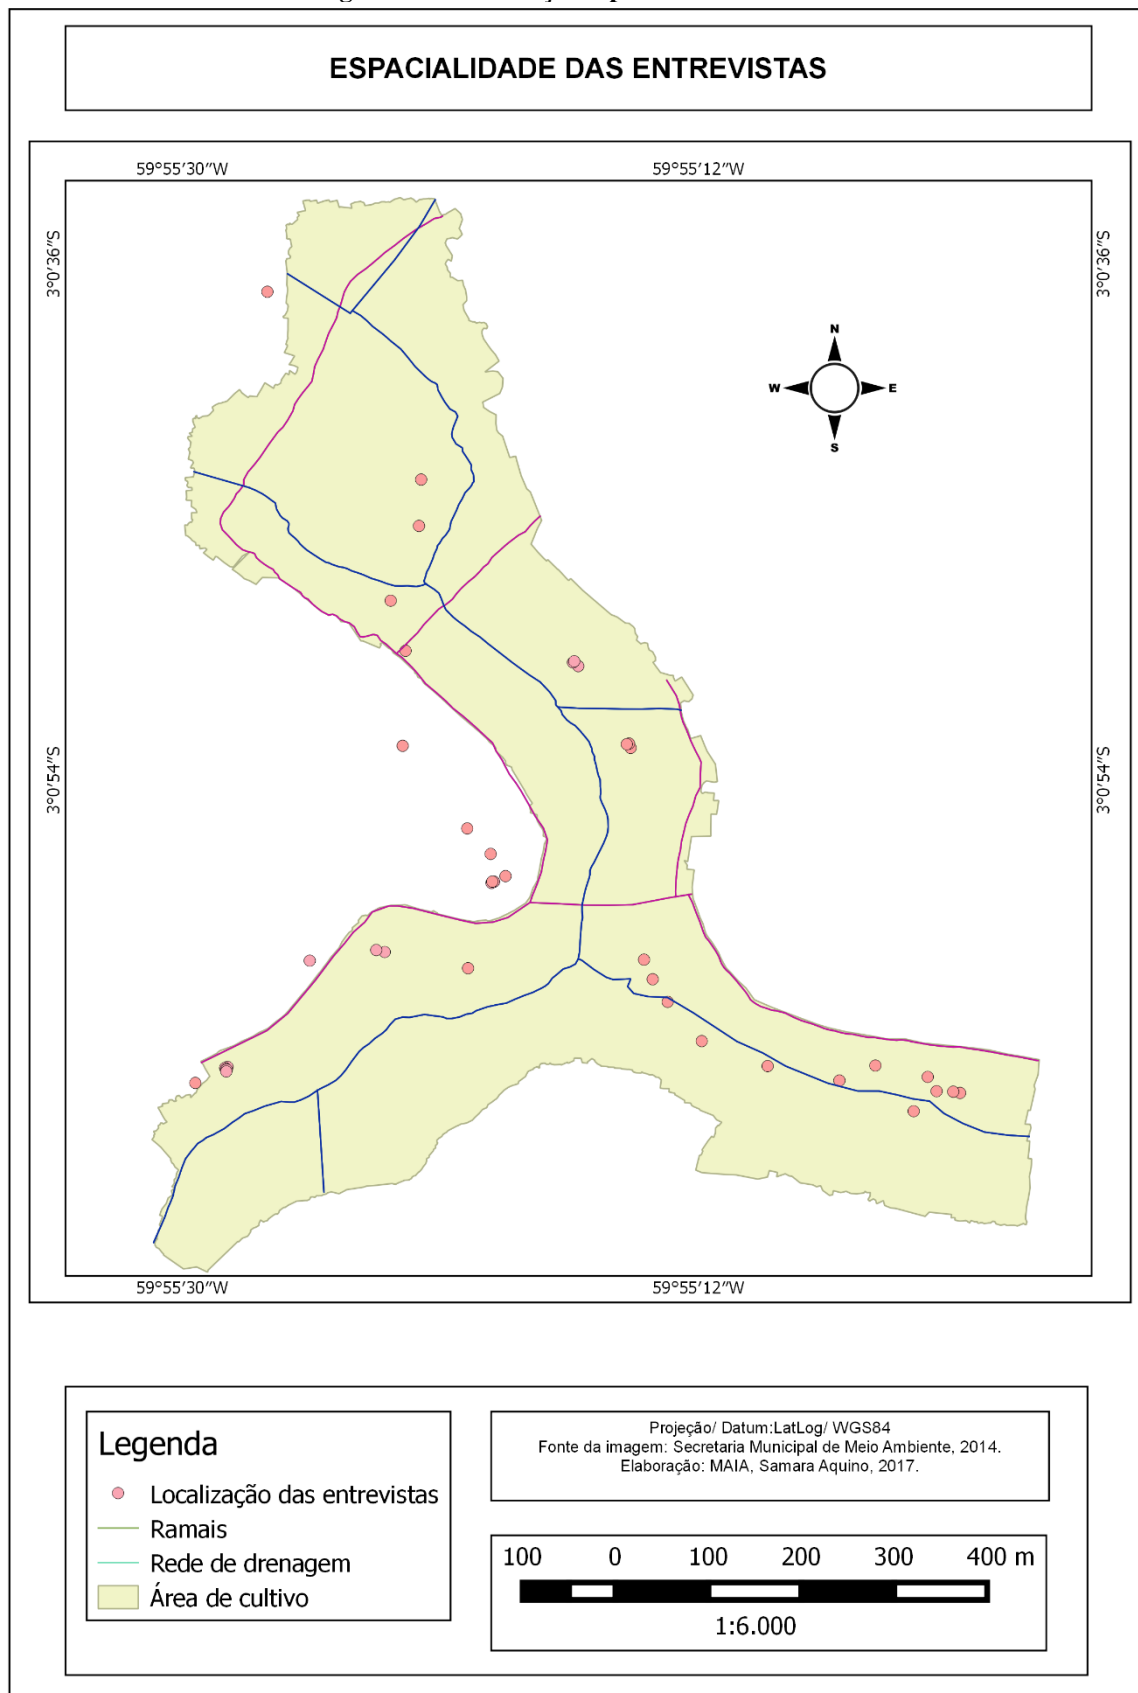 ESPACIALIDADE DAS ENTREVISTAS
59°55'30"W
59°55'12"W
3°0'36"S
3°0'36"S
N
W
E
S
3°0'54"S
3°0'54"S
59°55'30"W
59°55'12"W
Legenda
Localização das entrevistas
Ramais
Rede de drenagem
Área de cultivo
Projeção/ Datum:LatLog/ WGS84
Fonte da imagem: Secretaria Municipal de Meio Ambiente, 2014.
Elaboração: MAIA, Samara Aquino, 2017.
100 0 100 200 300 400 m
1:6.000